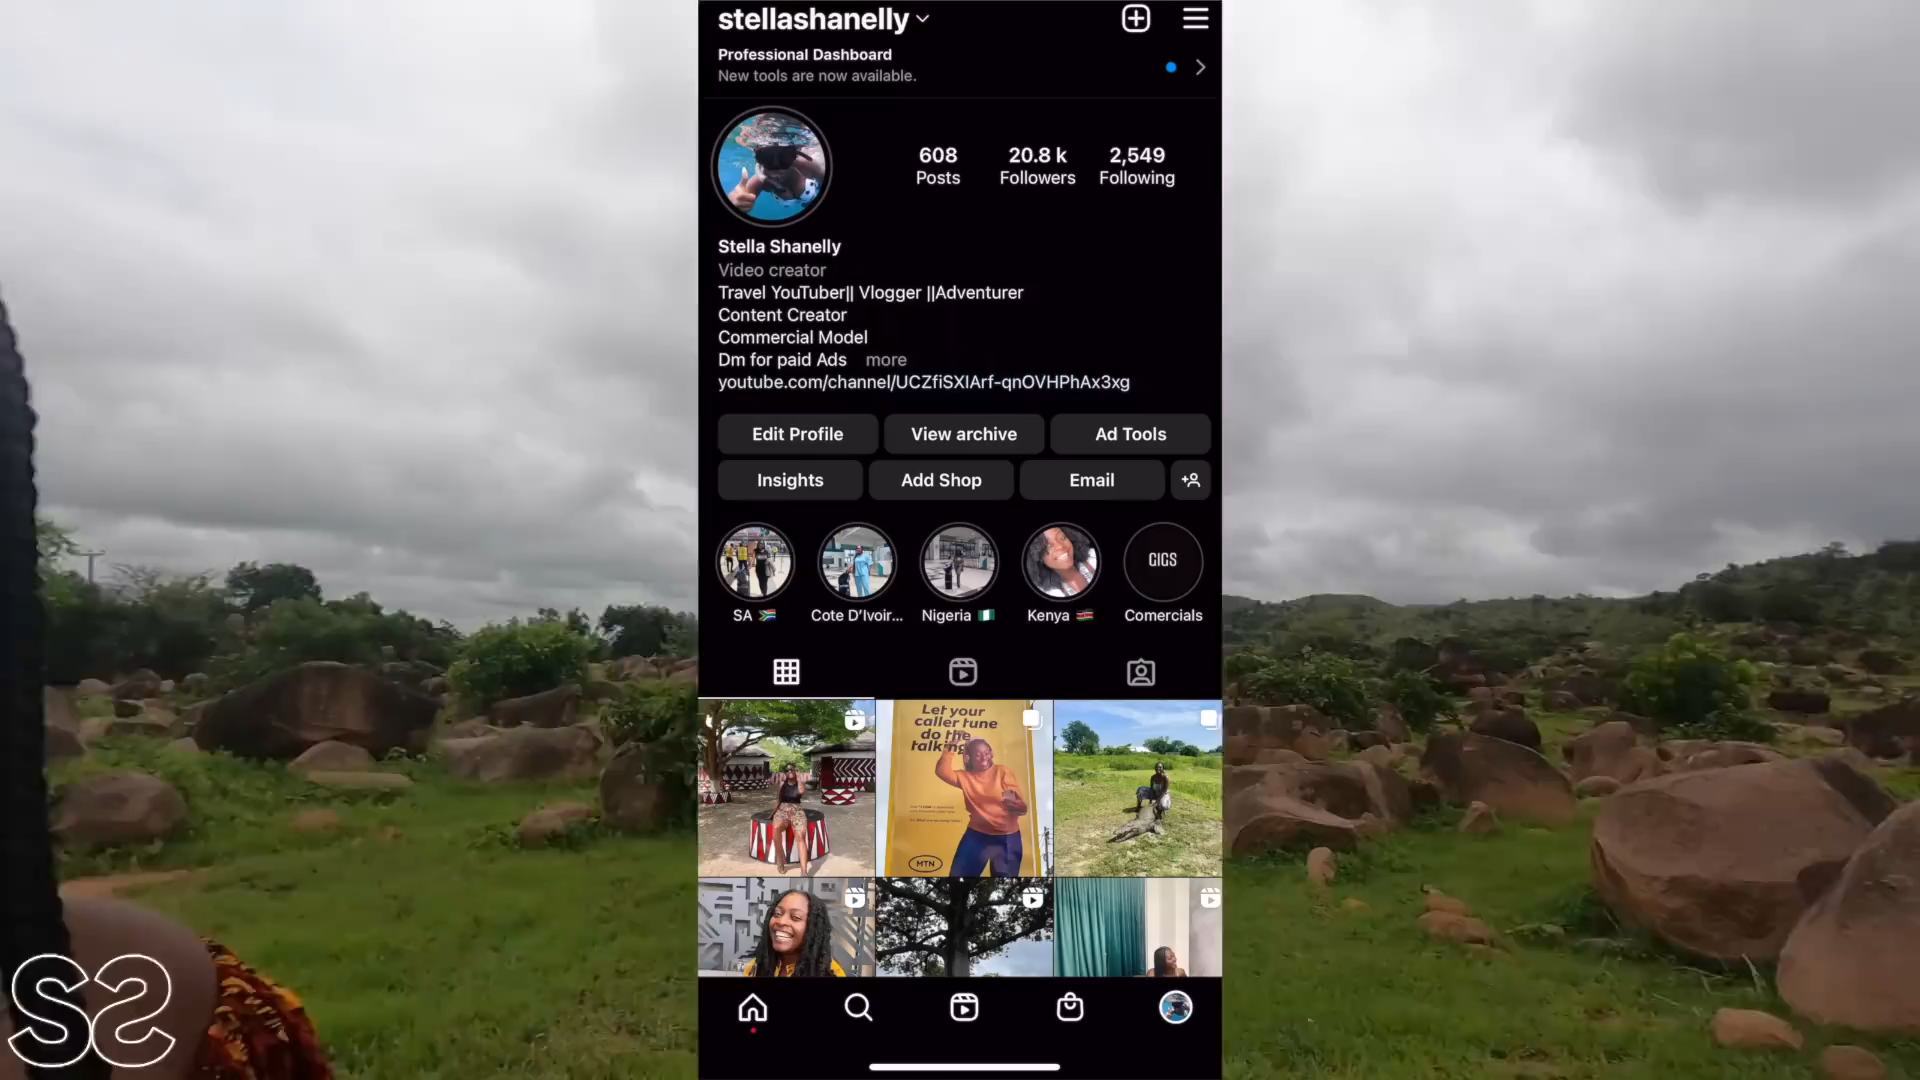 stellashanelly
Professional Dashboard
New tools are now available.
608 20.8 k 2,549
Posts Followers Following
Stella Shanelly
Video creator
Travel YouTuber|| Vlogger ||Adventurer
Content Creator
Commercial Model
Dm for paid Ads more
youtube.com/channel/UCZfiSXIArf-qnOVHPhAx3xg
Edit Profile View archive Ad Tools
Insights Add Shop Email
GIGS
SA 🇿🇦 Cote D’Ivoir... Nigeria 🇳🇬 Kenya 🇰🇪 Comercials
Let your
caller tune
do the
talking
MTN
SS